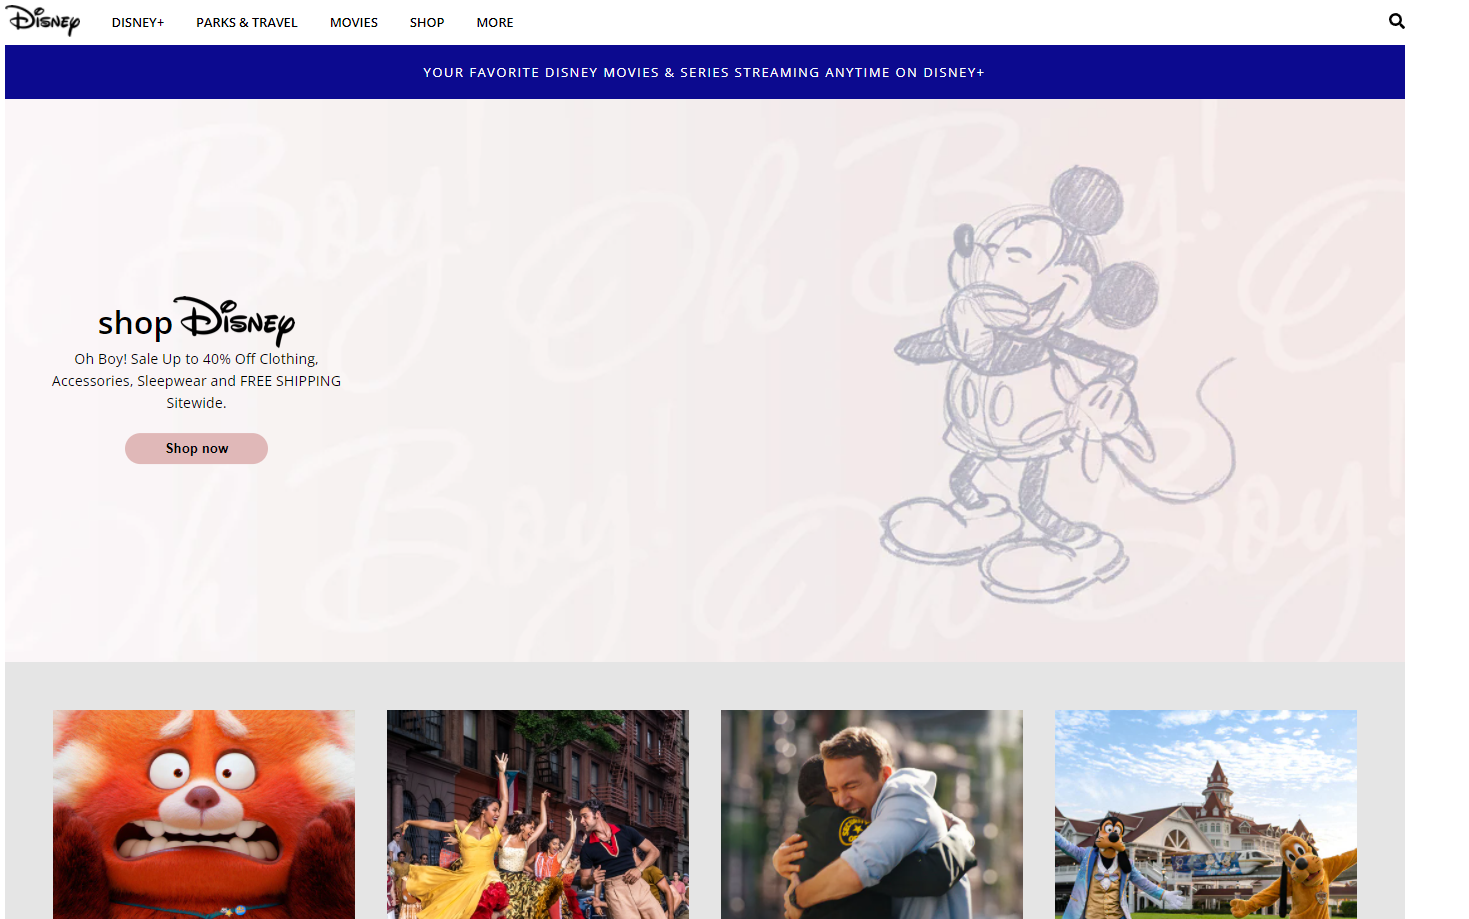 Disney DISNEY+ PARKS & TRAVEL MOVIES SHOP MORE
YOUR FAVORITE DISNEY MOVIES & SERIES STREAMING ANYTIME ON DISNEY+
Boy! Oh Boy! Oh
shop Disney
Oh Boy! Sale Up to 40% Off Clothing,
Accessories, Sleepwear and FREE SHIPPING
Sitewide.
Shop now
Oh Boy! Oh Boy!